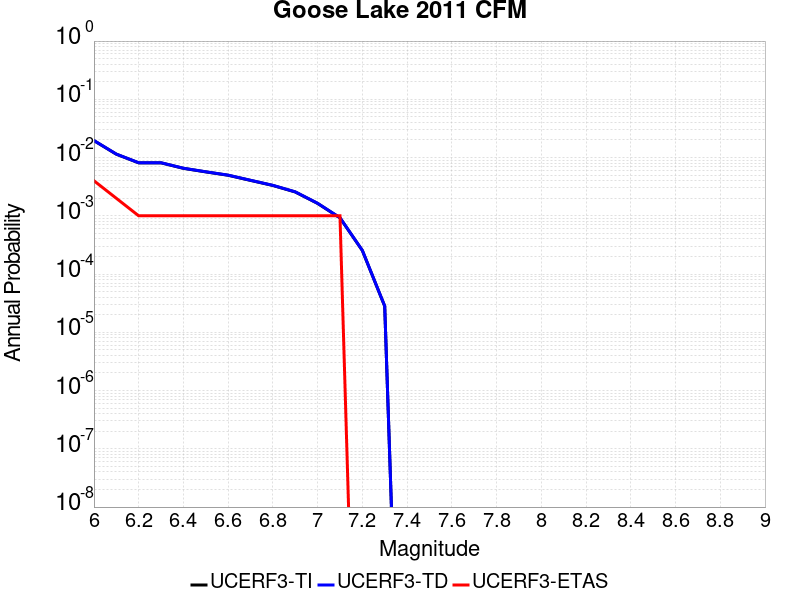 Goose Lake 2011 CFM
10^0
10^-1
10^-2
10^-3
10^-4
10^-5
10^-6
10^-7
10^-8
Annual Probability
6 6.2 6.4 6.6 6.8 7 7.2 7.4 7.6 7.8 8 8.2 8.4 8.6 8.8 9
Magnitude
UCERF3-TI UCERF3-TD UCERF3-ETAS